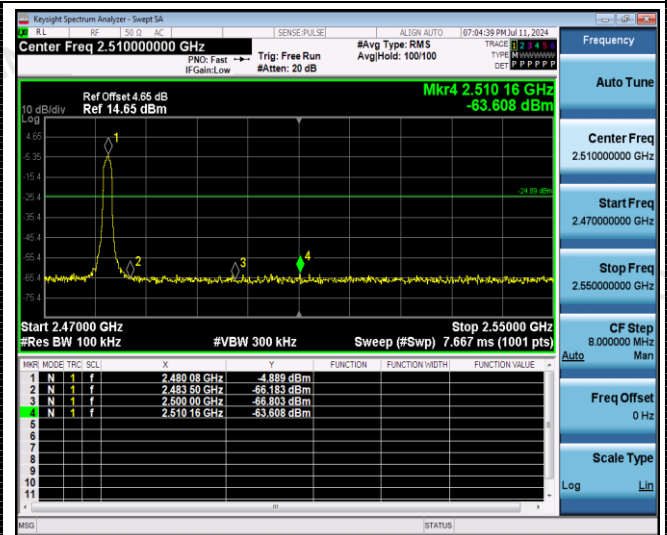 Keysight Spectrum Analyzer - Swept SA
RL RF 50 Ω AC SENSE:PULSE ALIGN AUTO 07:04:39 PM Jul 11, 2024
Center Freq 2.510000000 GHz
PNO: Fast
IFGain:Low
Trig: Free Run
#Atten: 20 dB
#Avg Type: RMS
Avg|Hold: 100/100
TRACE 1 2 3 4 5 6
TYPE M WWWWW
DET P P P P P P
Ref Offset 4.65 dB
10 dB/div Ref 14.65 dBm
Log
Mkr4 2.510 16 GHz
-63.608 dBm
4.65
-5.35
-15.4
-25.4
-35.4
-45.4
-55.4
-65.4
-75.4
1
2
3
4
-24.89 dBm
Start 2.47000 GHz Stop 2.55000 GHz
#Res BW 100 kHz #VBW 300 kHz Sweep (#Swp) 7.667 ms (1001 pts)
MKR MODE TRC SCL X Y FUNCTION FUNCTION WIDTH FUNCTION VALUE
1 N 1 f 2.480 08 GHz -4.889 dBm
2 N 1 f 2.483 50 GHz -66.183 dBm
3 N 1 f 2.500 00 GHz -66.803 dBm
4 N 1 f 2.510 16 GHz -63.608 dBm
5
6
7
8
9
10
11
MSG STATUS
Frequency
Auto Tune
Center Freq
2.510000000 GHz
Start Freq
2.470000000 GHz
Stop Freq
2.550000000 GHz
CF Step
8.000000 MHz
Auto Man
Freq Offset
0 Hz
Scale Type
Log Lin